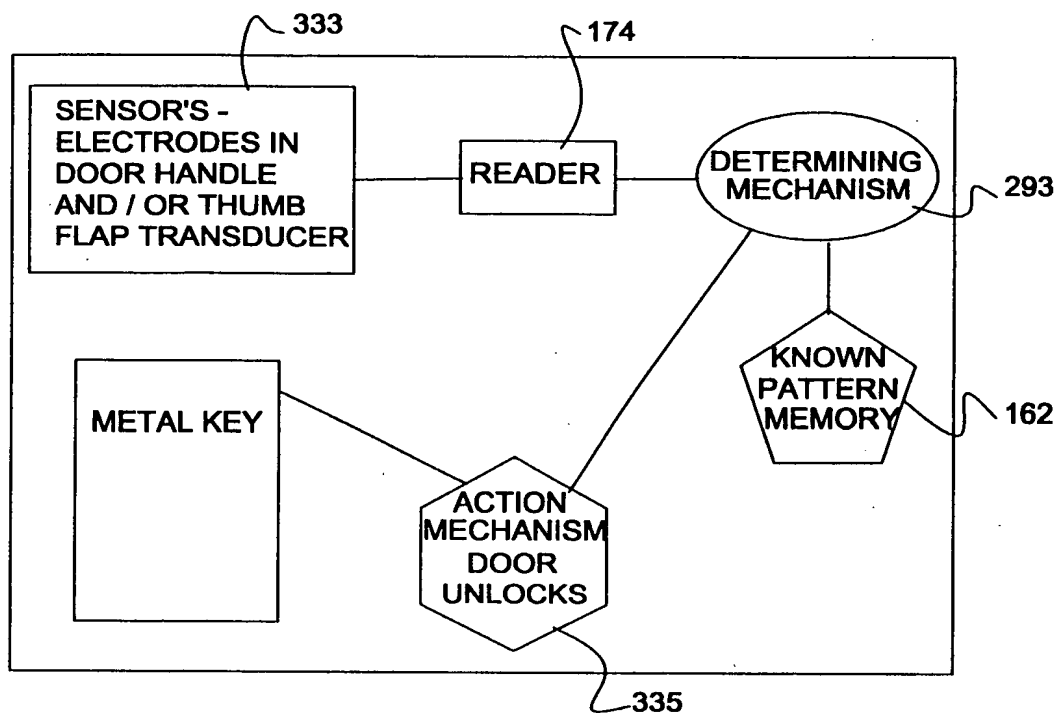 333
174
SENSOR'S -
ELECTRODES IN
DOOR HANDLE
AND / OR THUMB
FLAP TRANSDUCER
READER
DETERMINING
MECHANISM
293
KNOWN
PATTERN
MEMORY
162
METAL KEY
ACTION
MECHANISM
DOOR
UNLOCKS
335